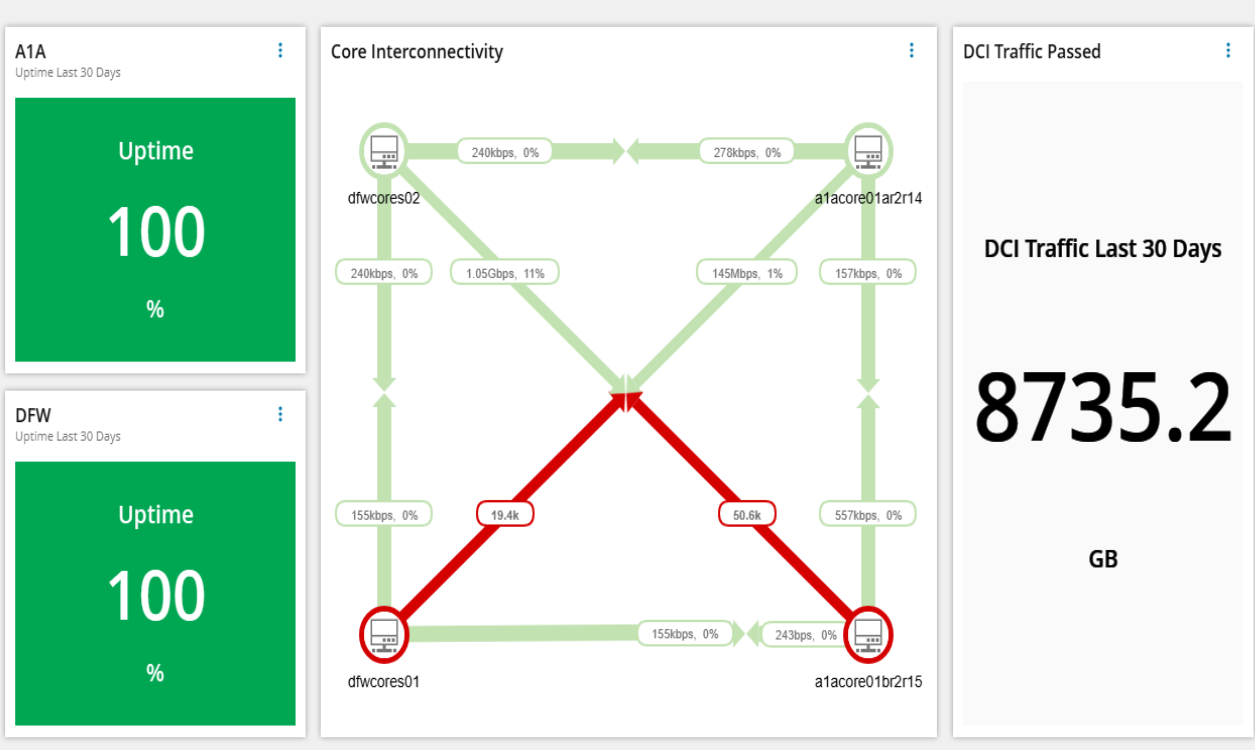 A1A
Uptime Last 30 Days
Uptime
100
%
DFW
Uptime Last 30 Days
Uptime
100
%
Core Interconnectivity
240kbps, 0%
278kbps, 0%
dfwcores02
a1acore01ar2r14
240kbps, 0%
1.05Gbps, 11%
145Mbps, 1%
157kbps, 0%
155kbps, 0%
19.4k
50.6k
557kbps, 0%
155kbps, 0%
243bps, 0%
dfwcores01
a1acore01br2r15
DCI Traffic Passed
DCI Traffic Last 30 Days
8735.2
GB